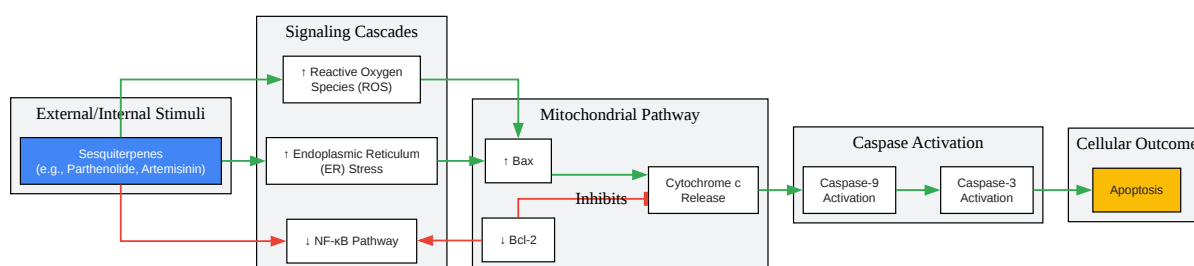 External/Internal Stimuli
Sesquiterpenes
(e.g., Parthenolide, Artemisinin)
Signaling Cascades
↑ Reactive Oxygen
Species (ROS)
↑ Endoplasmic Reticulum
(ER) Stress
↓ NF-κB Pathway
Mitochondrial Pathway
↑ Bax
Inhibits
↓ Bcl-2
Cytochrome c
Release
Caspase Activation
Caspase-9
Activation
Caspase-3
Activation
Cellular Outcome
Apoptosis